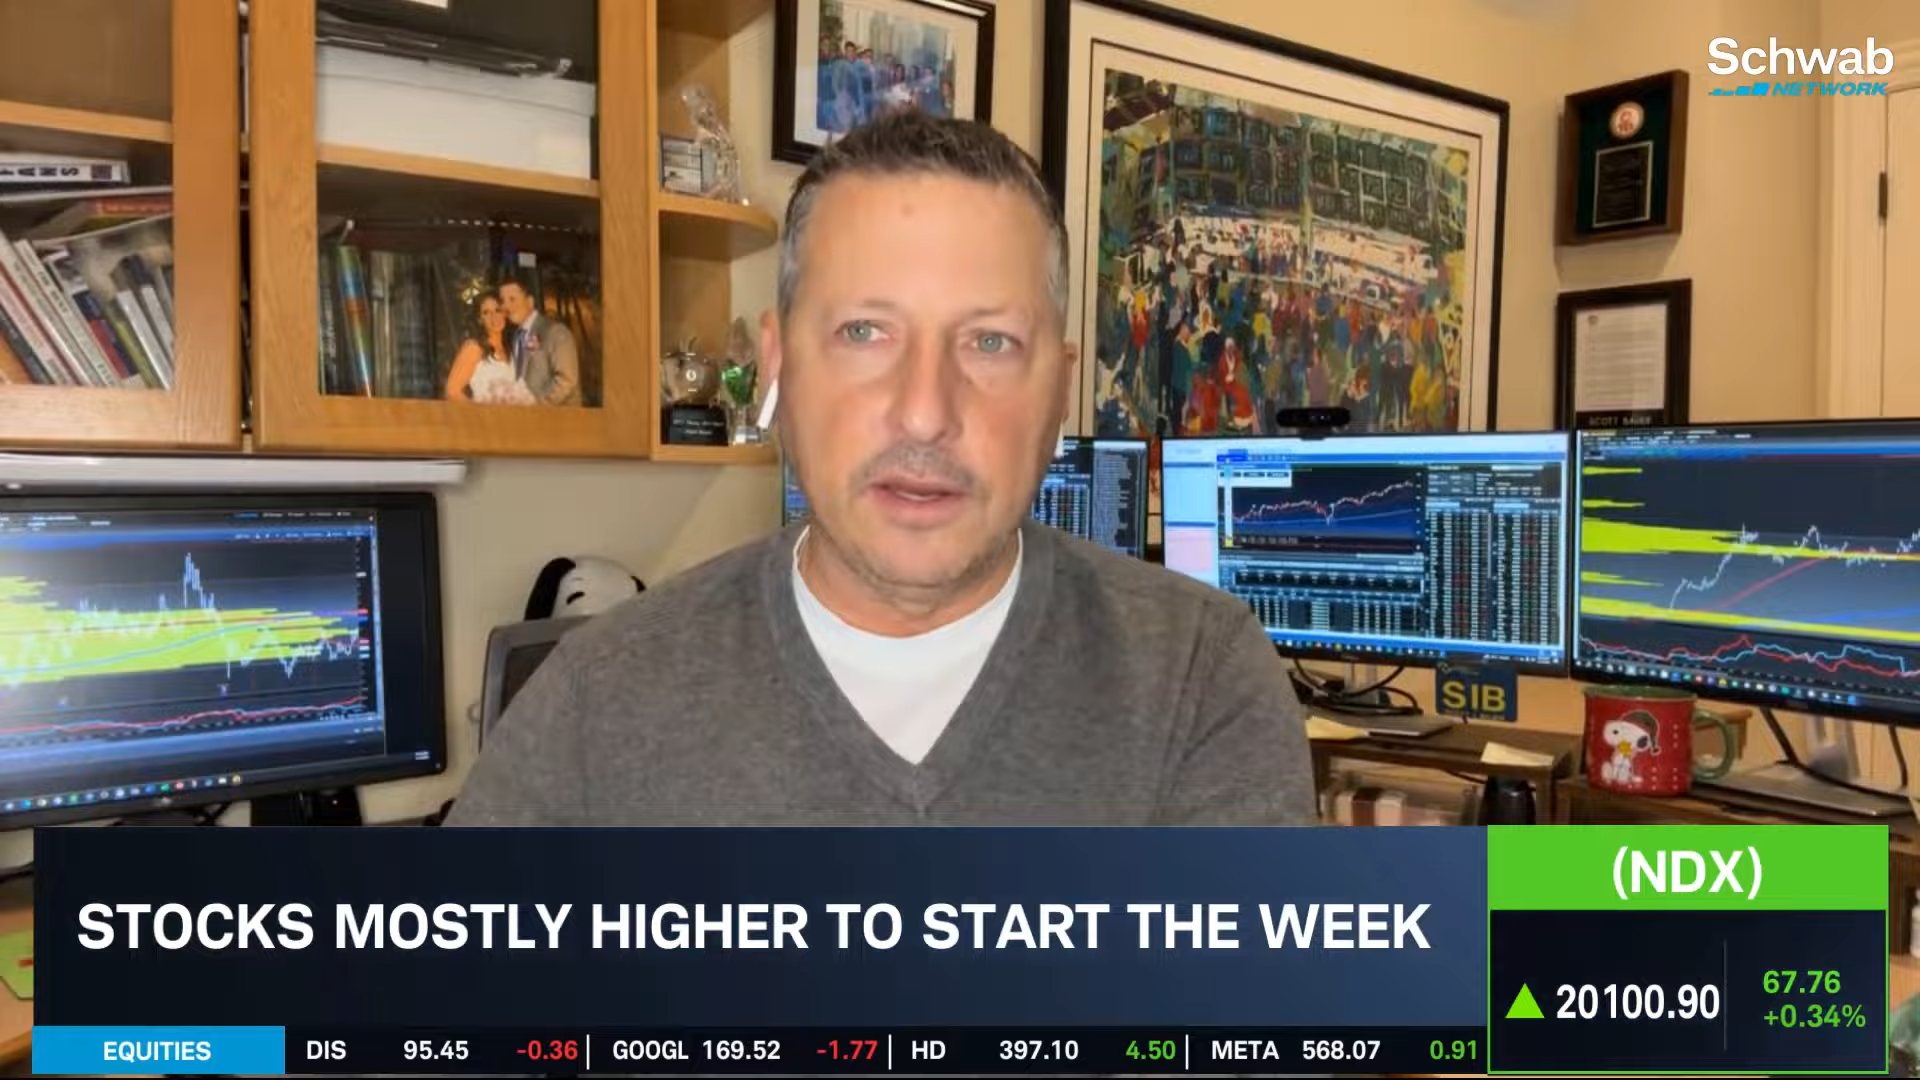 Schwab
NETWORK
SIB
STOCKS MOSTLY HIGHER TO START THE WEEK
(NDX)
▲ 20100.90
67.76
+0.34%
EQUITIES
DIS 95.45 -0.36
GOOGL 169.52 -1.77
HD 397.10 4.50
META 568.07 0.91